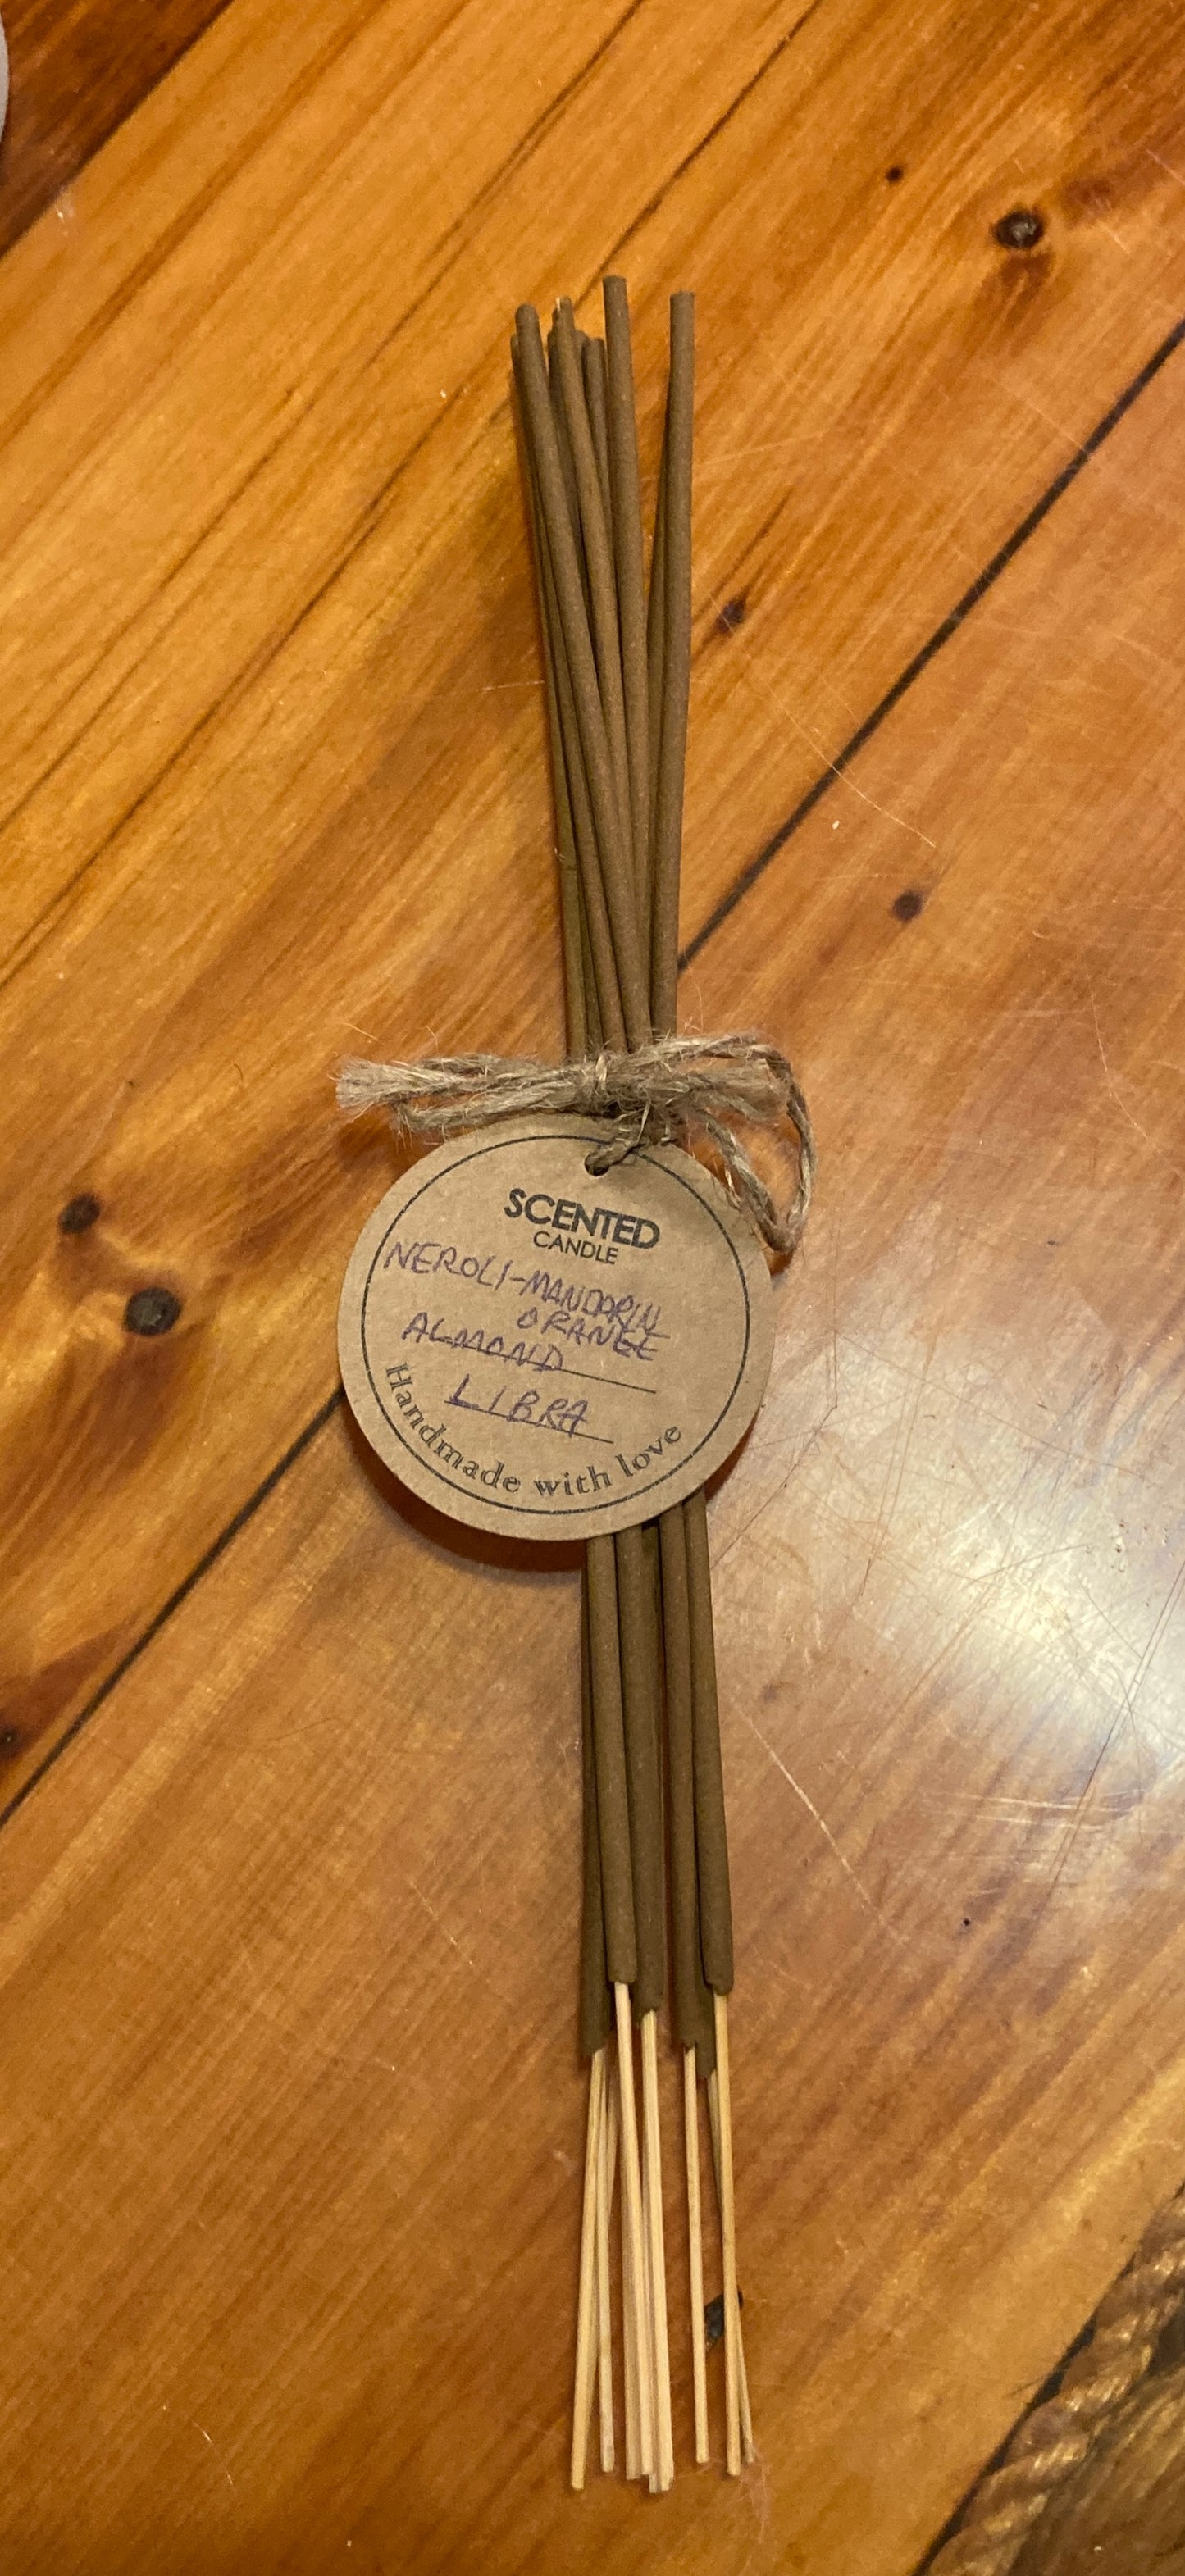 SCENTED
CANDLE
NEROLI-MANDARIN
ORANGE
ALMOND
LIBRA
Handmade with love